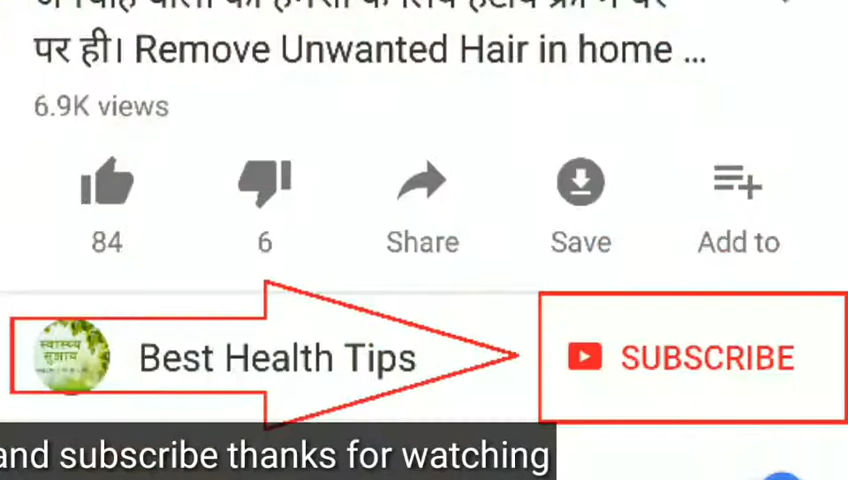 पर ही। Remove Unwanted Hair in home ...
6.9K views
84
6
Share
Save
Add to
स्वास्थ्य
सुझाव
Best Health Tips
SUBSCRIBE
and subscribe thanks for watching